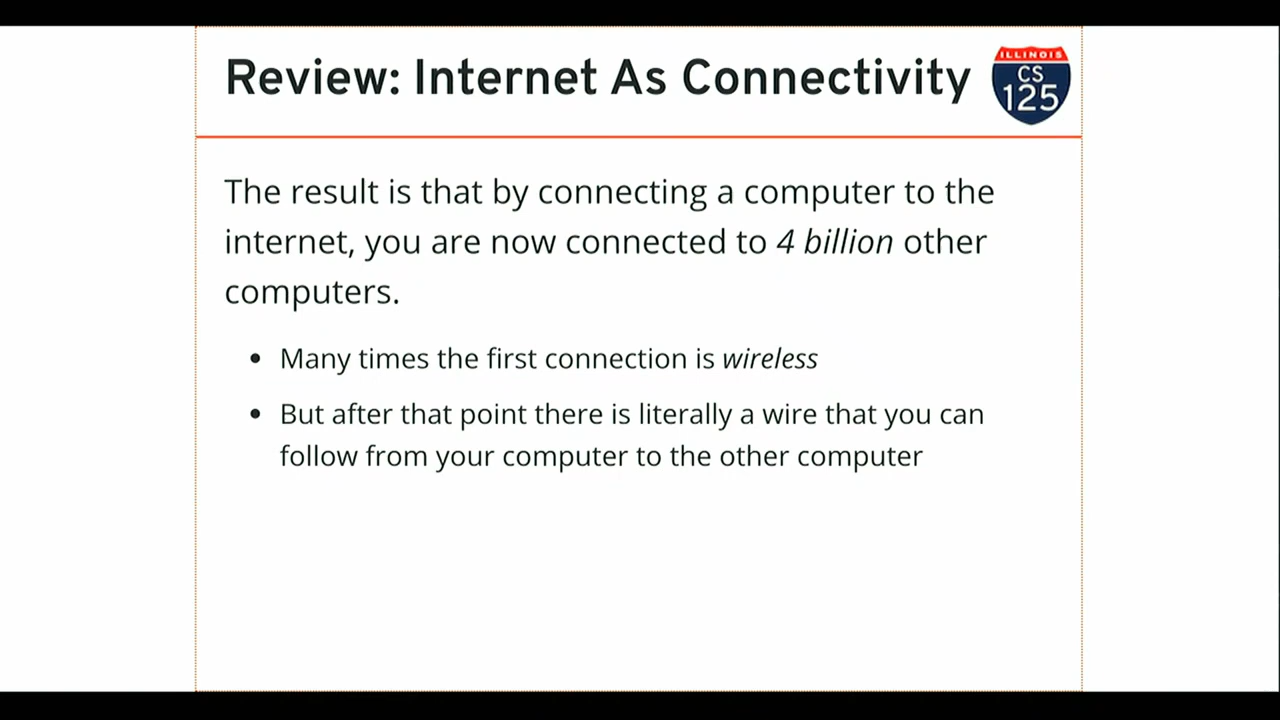 Review: Internet As Connectivity
ILLINOIS
CS
125
The result is that by connecting a computer to the
internet, you are now connected to 4 billion other
computers.
• Many times the first connection is wireless
• But after that point there is literally a wire that you can
follow from your computer to the other computer